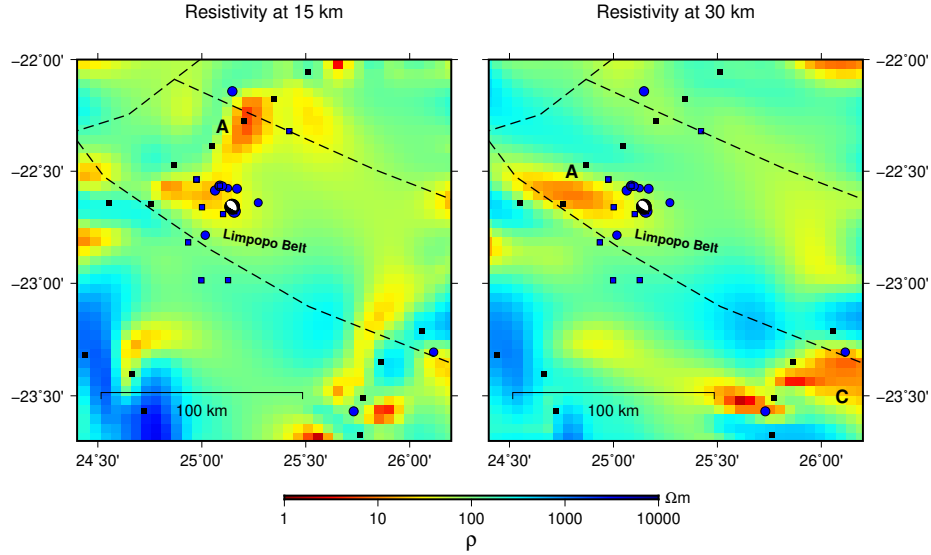 Resistivity at 15 km
Resistivity at 30 km
−22°00'
−22°30'
−23°00'
−23°30'
A
Limpopo Belt
100 km
24°30'
25°00'
25°30'
26°00'
A
Limpopo Belt
C
100 km
24°30'
25°00'
25°30'
26°00'
−22°00'
−22°30'
−23°00'
−23°30'
Ωm
1
10
100
1000
10000
ρ